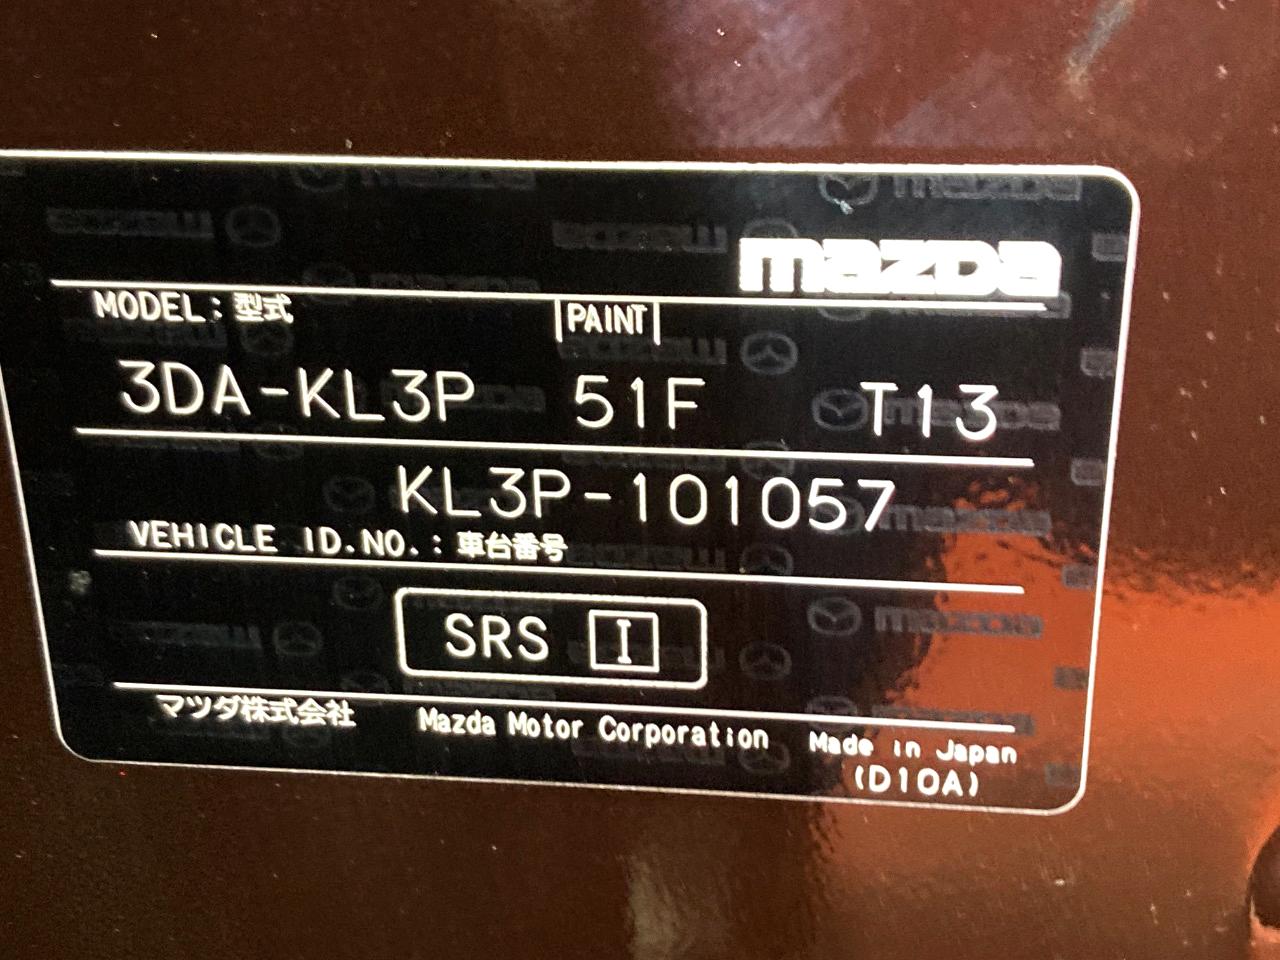 mazda
MODEL：型式 PAINT
3DA-KL3P 51F T13
KL3P-101057
VEHICLE ID.NO.：車台番号
SRS I
マツダ株式会社 Mazda Motor Corporation Made in Japan
(D10A)